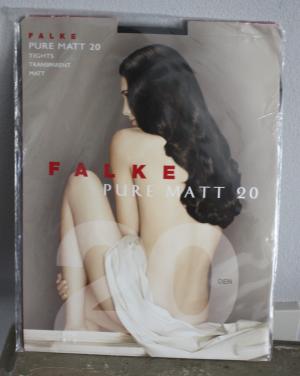 FALKE
PURE MATT 20
TIGHTS
TRANSPARENT
MATT
FALKE
PURE MATT 20
20
DEN